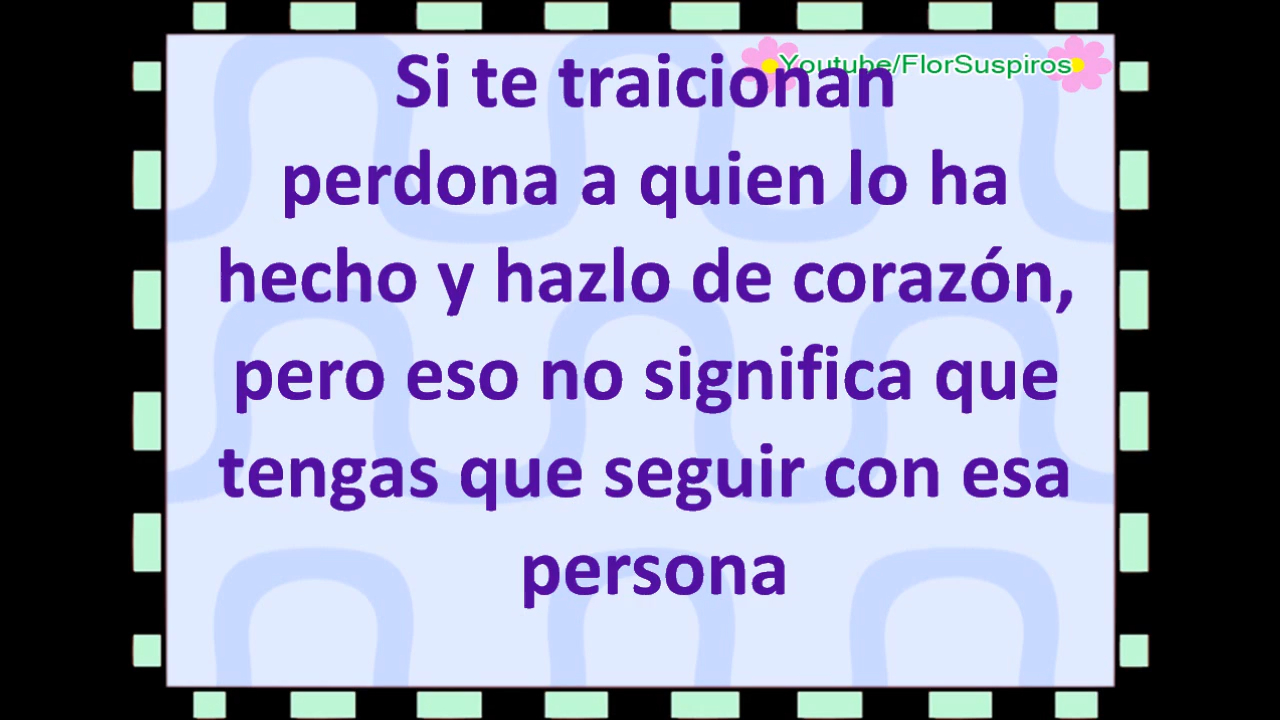 Youtube/FlorSuspiros
Si te traicionan
perdona a quien lo ha
hecho y hazlo de corazón,
pero eso no significa que
tengas que seguir con esa
persona